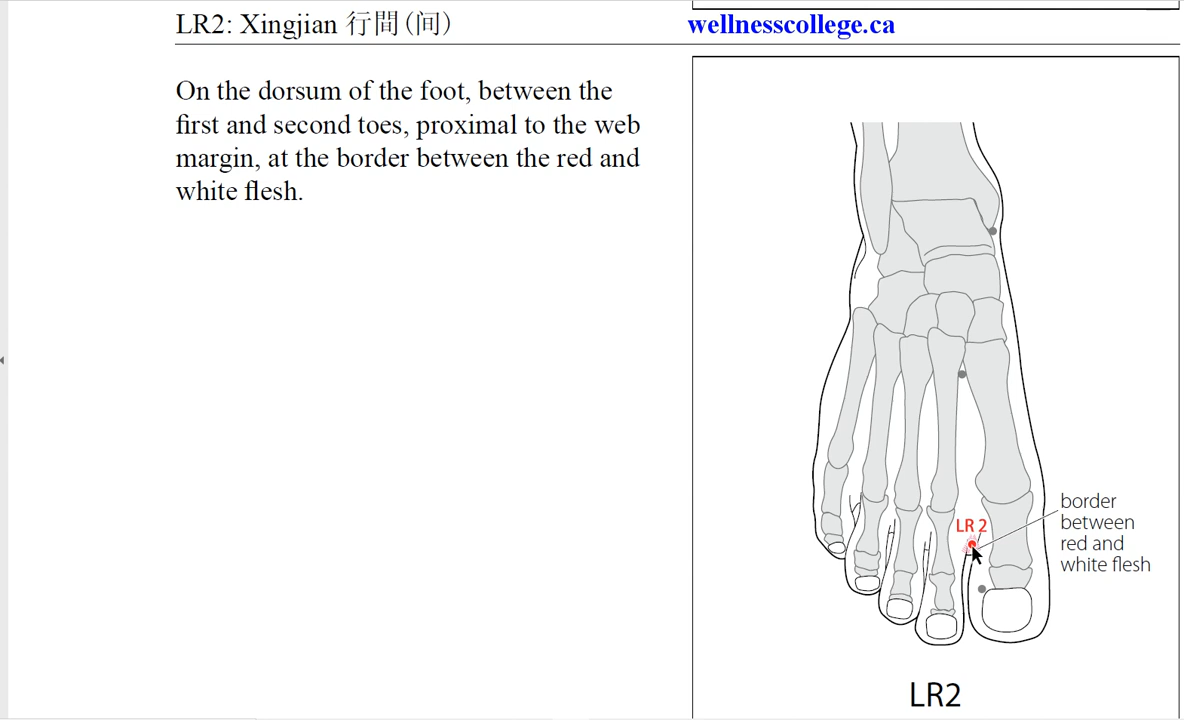 LR2: Xingjian 行間(间)
wellnesscollege.ca
On the dorsum of the foot, between the
first and second toes, proximal to the web
margin, at the border between the red and
white flesh.
LR 2
border
between
red and
white flesh
LR2